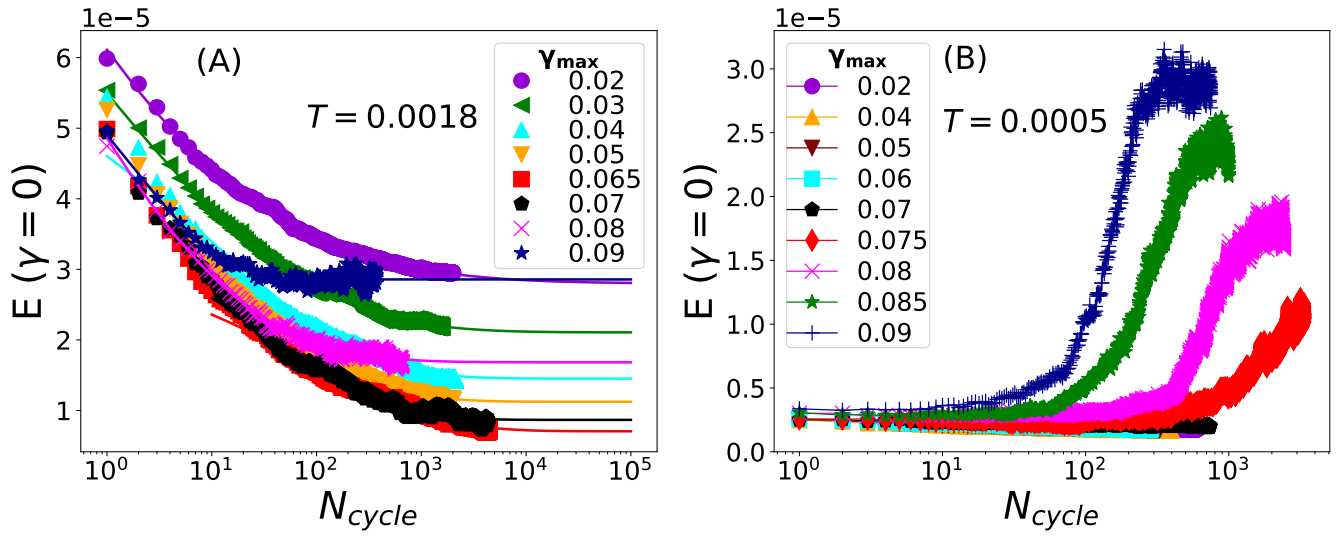 1e−5
(A)
T = 0.0018
γmax
0.02
0.03
0.04
0.05
0.065
0.07
0.08
0.09
E (γ = 0)
6
5
4
3
2
1
10^0 10^1 10^2 10^3 10^4 10^5
N_cycle
1e−5
(B)
T = 0.0005
γmax
0.02
0.04
0.05
0.06
0.07
0.075
0.08
0.085
0.09
E (γ = 0)
3.0
2.5
2.0
1.5
1.0
0.5
0.0
10^0 10^1 10^2 10^3
N_cycle